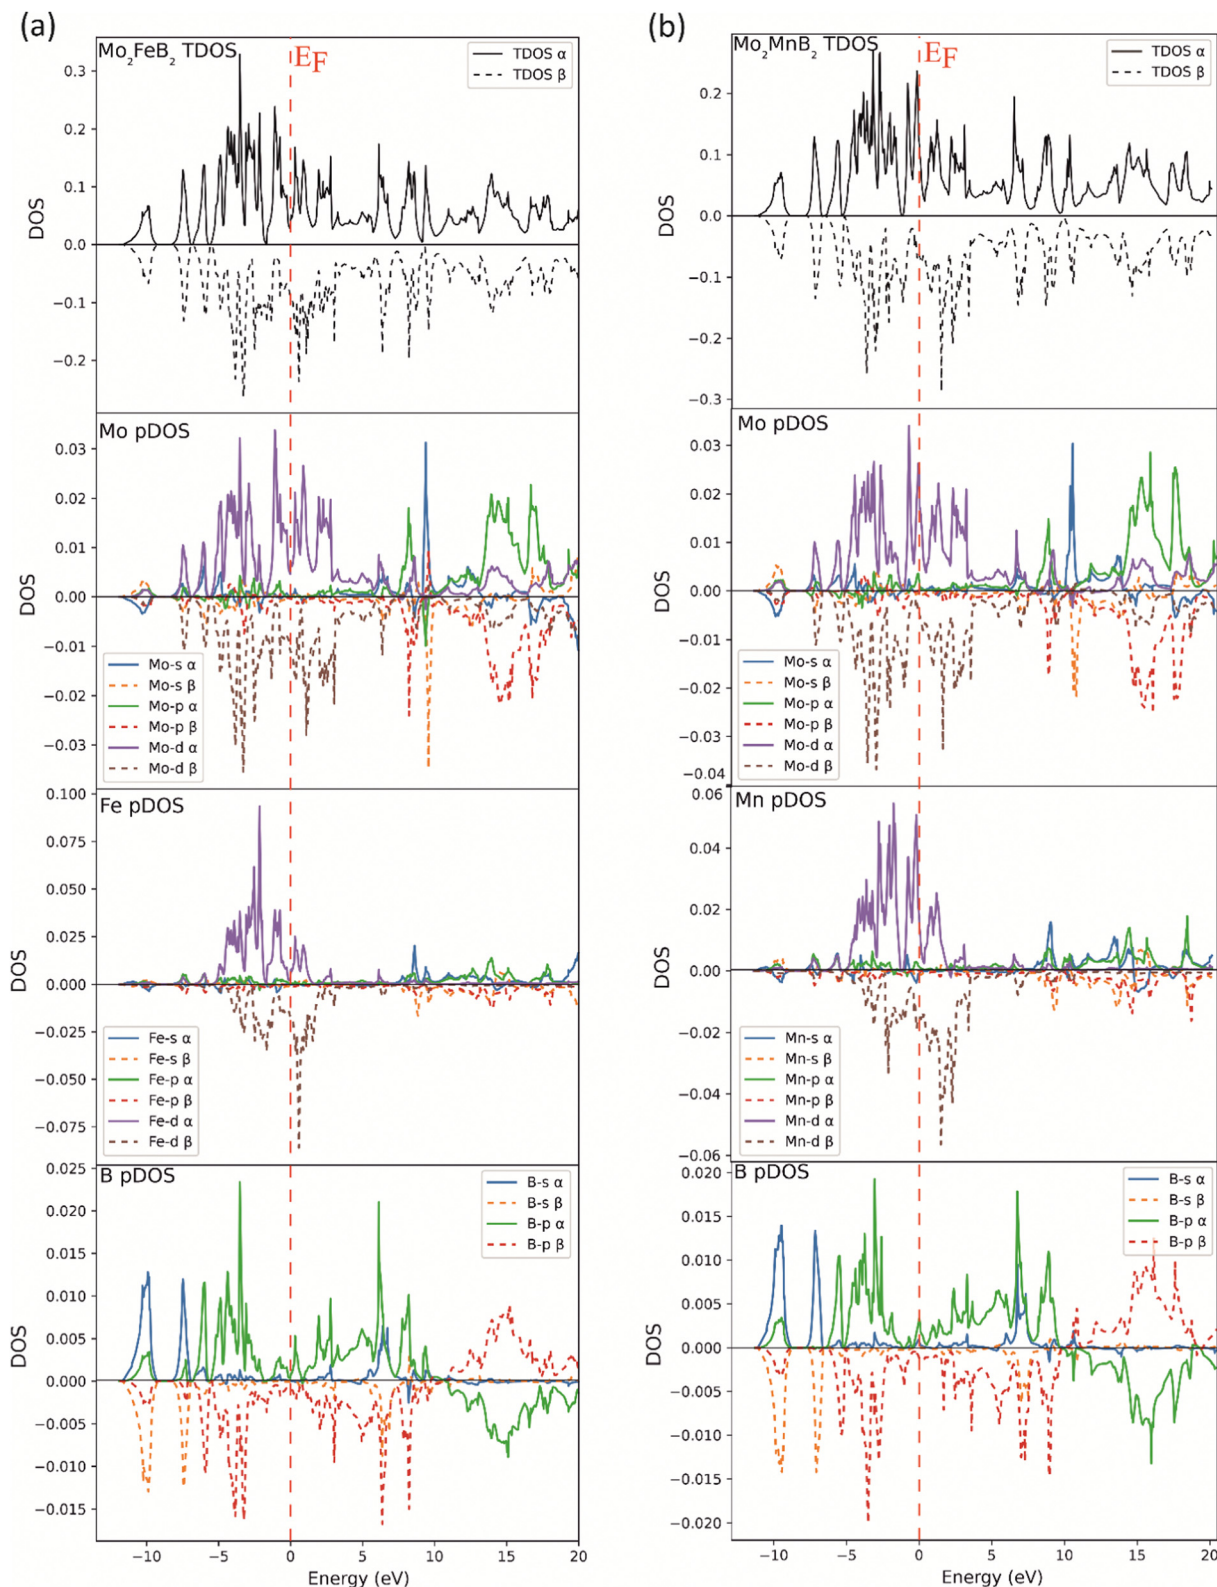 (a)
Mo₂FeB₂ TDOS
E_F
TDOS α
TDOS β
0.3
0.2
0.1
0.0
−0.1
−0.2
DOS
Mo pDOS
0.03
0.02
0.01
0.00
−0.01
−0.02
−0.03
DOS
Mo-s α
Mo-s β
Mo-p α
Mo-p β
Mo-d α
Mo-d β
Fe pDOS
0.100
0.075
0.050
0.025
0.000
−0.025
−0.050
−0.075
DOS
Fe-s α
Fe-s β
Fe-p α
Fe-p β
Fe-d α
Fe-d β
B pDOS
0.025
0.020
0.015
0.010
0.005
0.000
−0.005
−0.010
−0.015
DOS
B-s α
B-s β
B-p α
B-p β
−10 −5 0 5 10 15 20
Energy (eV)
(b)
Mo₂MnB₂ TDOS
E_F
TDOS α
TDOS β
0.2
0.1
0.0
−0.1
−0.2
−0.3
DOS
Mo pDOS
0.03
0.02
0.01
0.00
−0.01
−0.02
−0.03
−0.04
DOS
Mo-s α
Mo-s β
Mo-p α
Mo-p β
Mo-d α
Mo-d β
Mn pDOS
0.06
0.04
0.02
0.00
−0.02
−0.04
−0.06
DOS
Mn-s α
Mn-s β
Mn-p α
Mn-p β
Mn-d α
Mn-d β
B pDOS
0.020
0.015
0.010
0.005
0.000
−0.005
−0.010
−0.015
−0.020
DOS
B-s α
B-s β
B-p α
B-p β
−10 −5 0 5 10 15 20
Energy (eV)